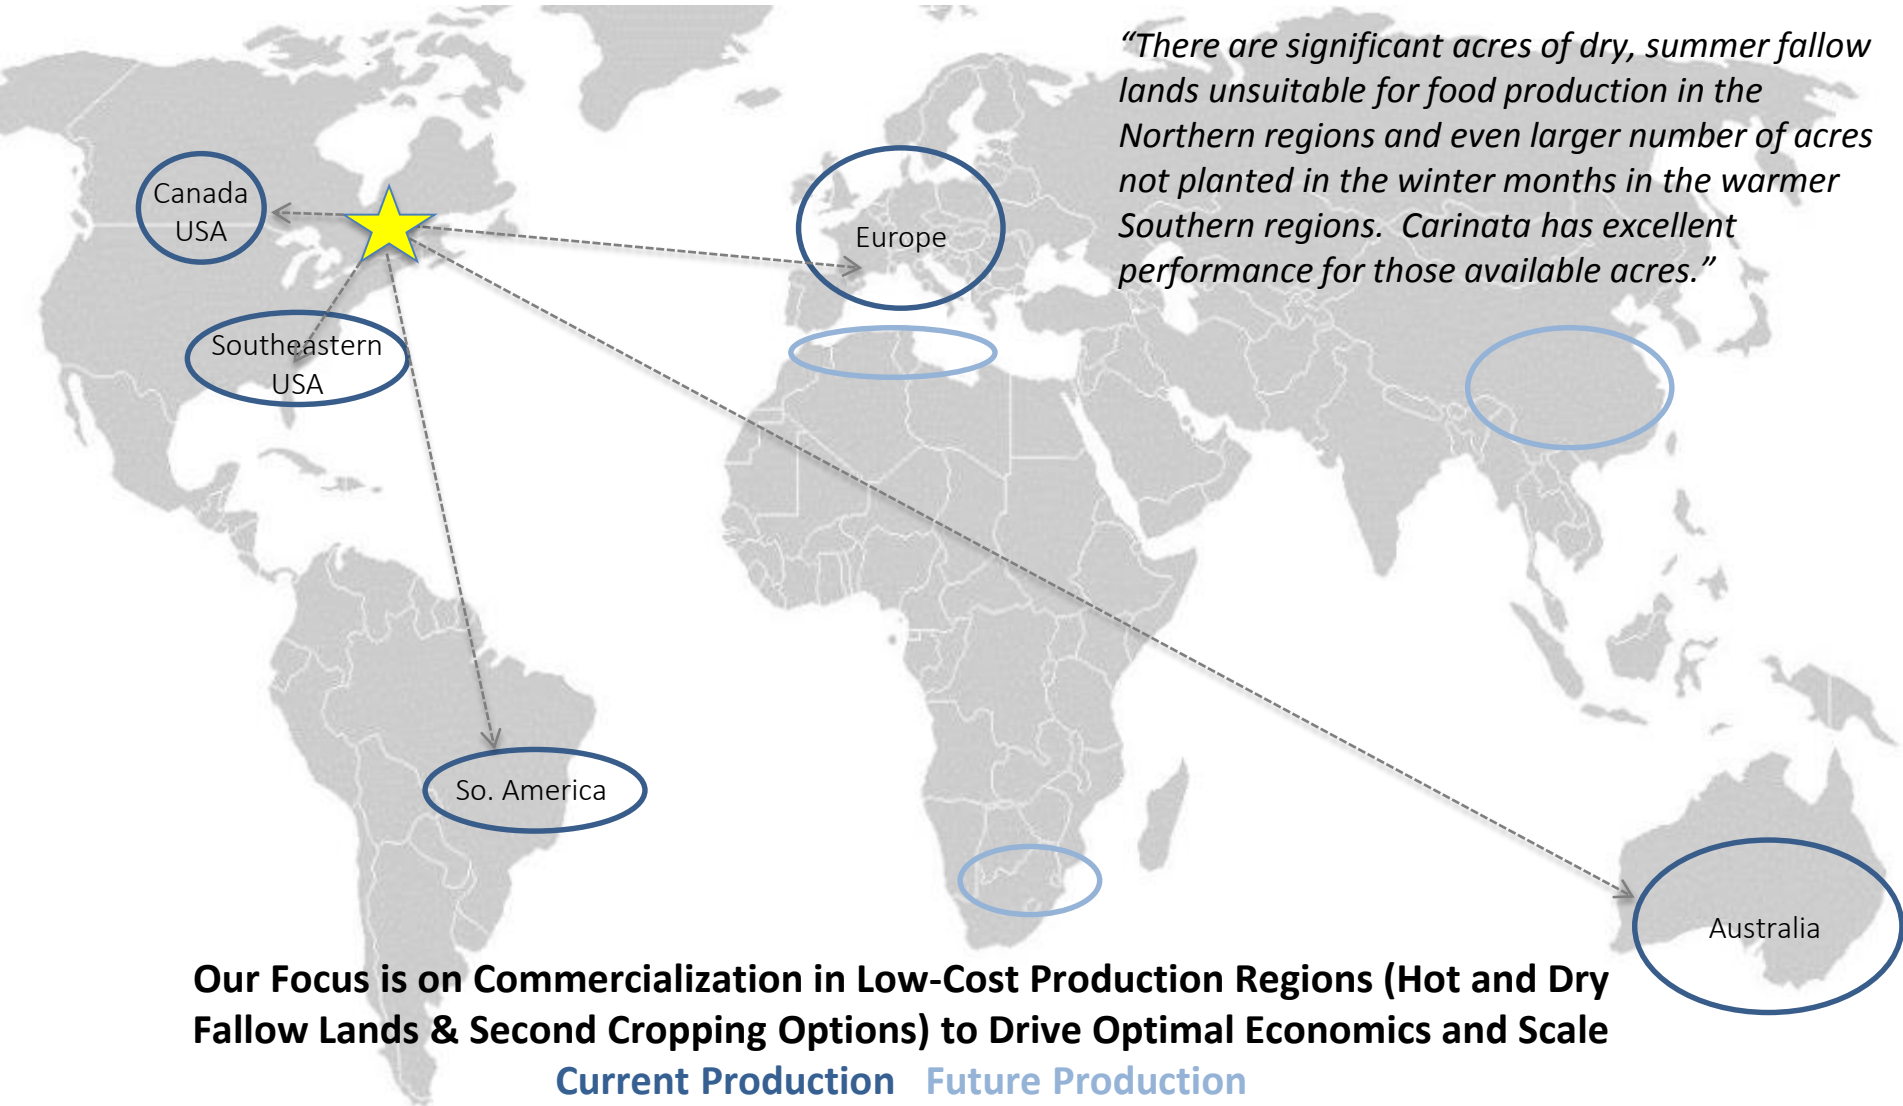 “There are significant acres of dry, summer fallow
lands unsuitable for food production in the
Northern regions and even larger number of acres
not planted in the winter months in the warmer
Southern regions.  Carinata has excellent
performance for those available acres.”
Canada
USA
Europe
Southeastern
USA
So. America
Australia
Our Focus is on Commercialization in Low-Cost Production Regions (Hot and Dry
Fallow Lands & Second Cropping Options) to Drive Optimal Economics and Scale
Current Production   Future Production